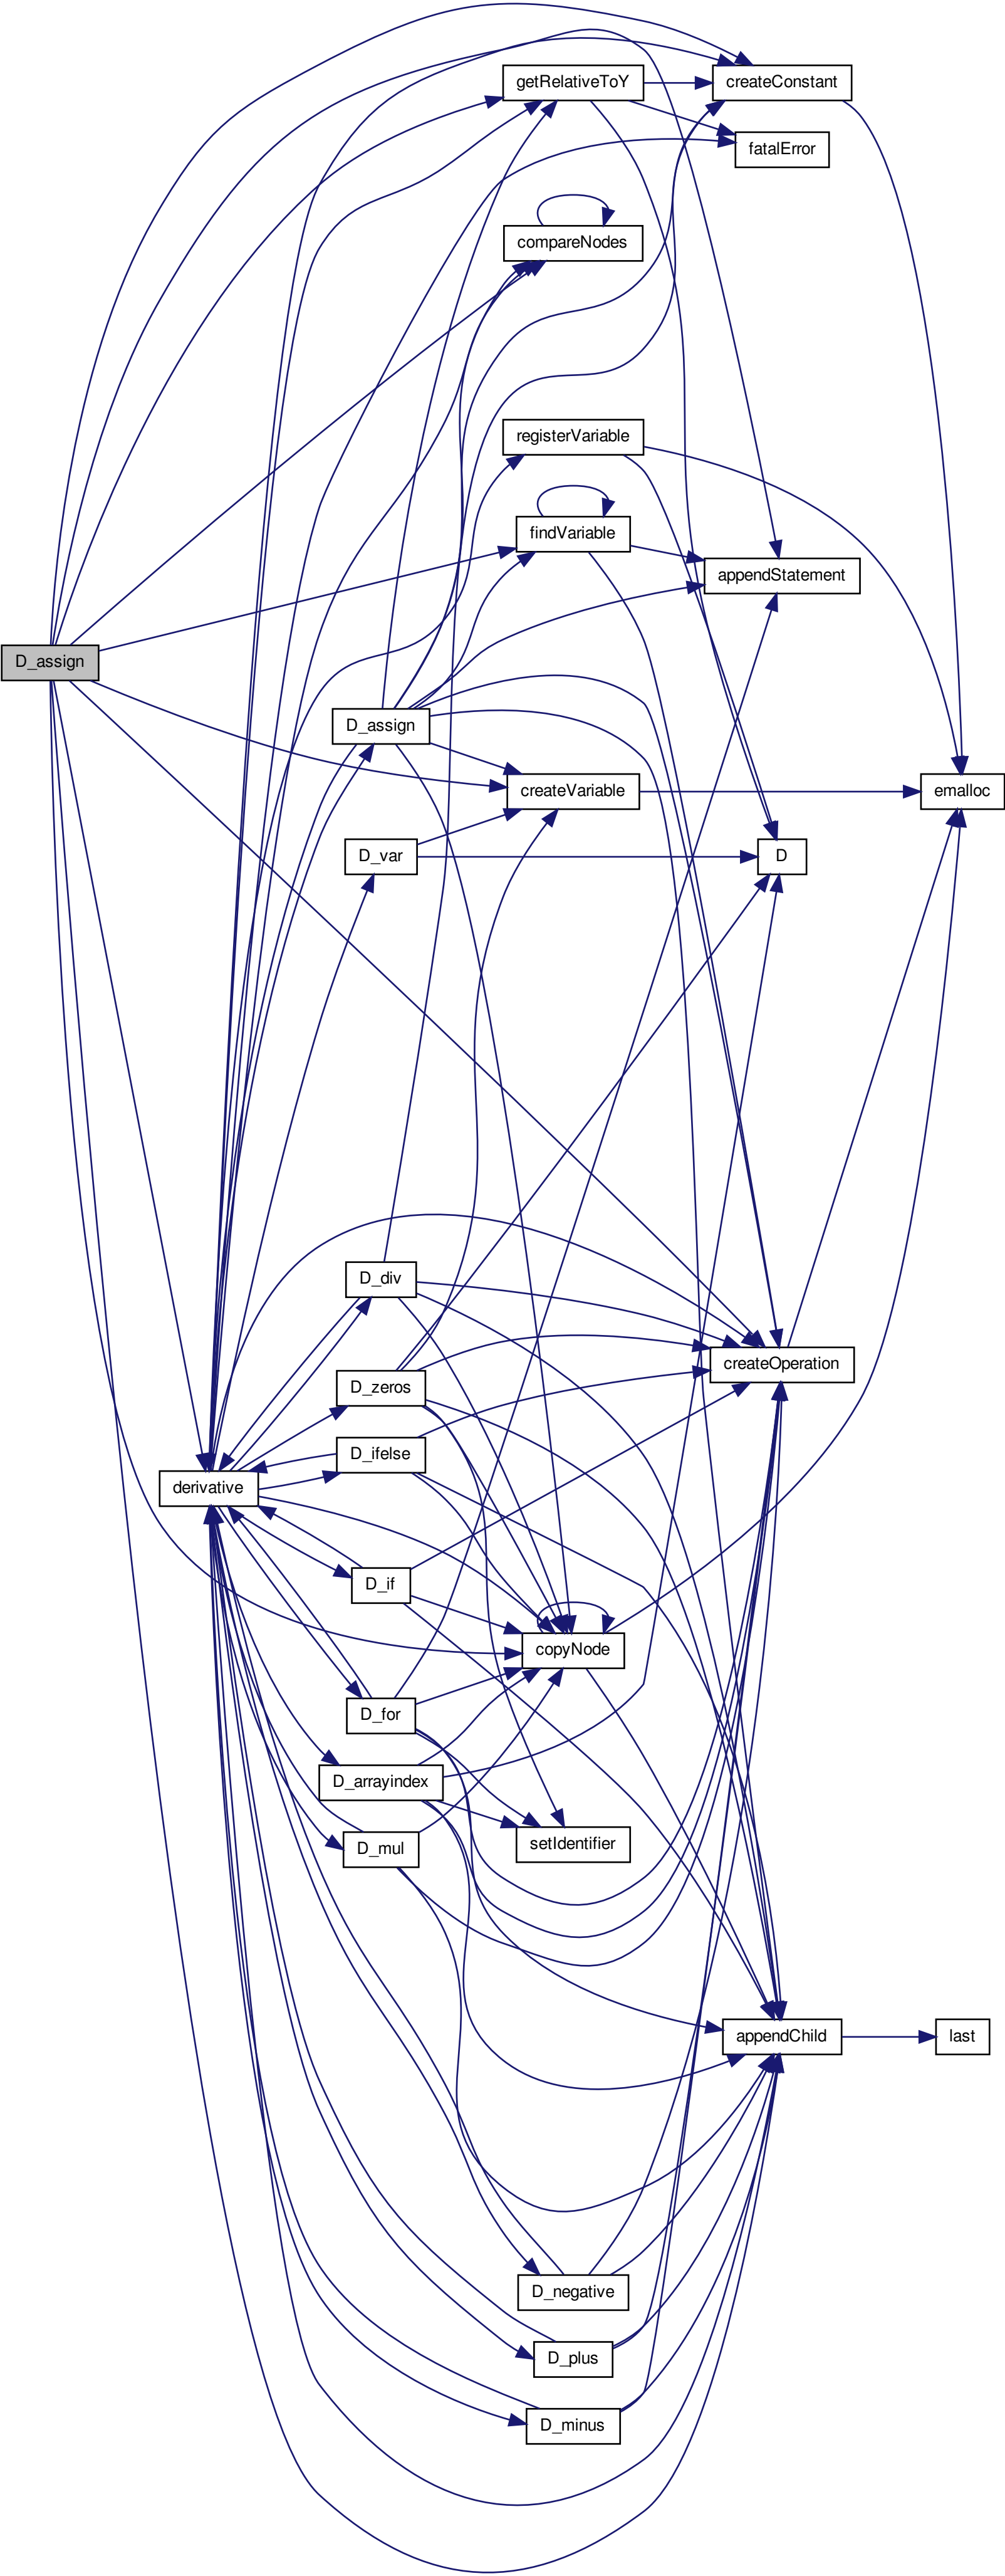 getRelativeToY
createConstant
fatalError
compareNodes
registerVariable
findVariable
appendStatement
D_assign
D_assign
createVariable
emalloc
D_var
D
D_div
createOperation
D_zeros
D_ifelse
derivative
D_if
copyNode
D_for
D_arrayindex
setIdentifier
D_mul
appendChild
last
D_negative
D_plus
D_minus